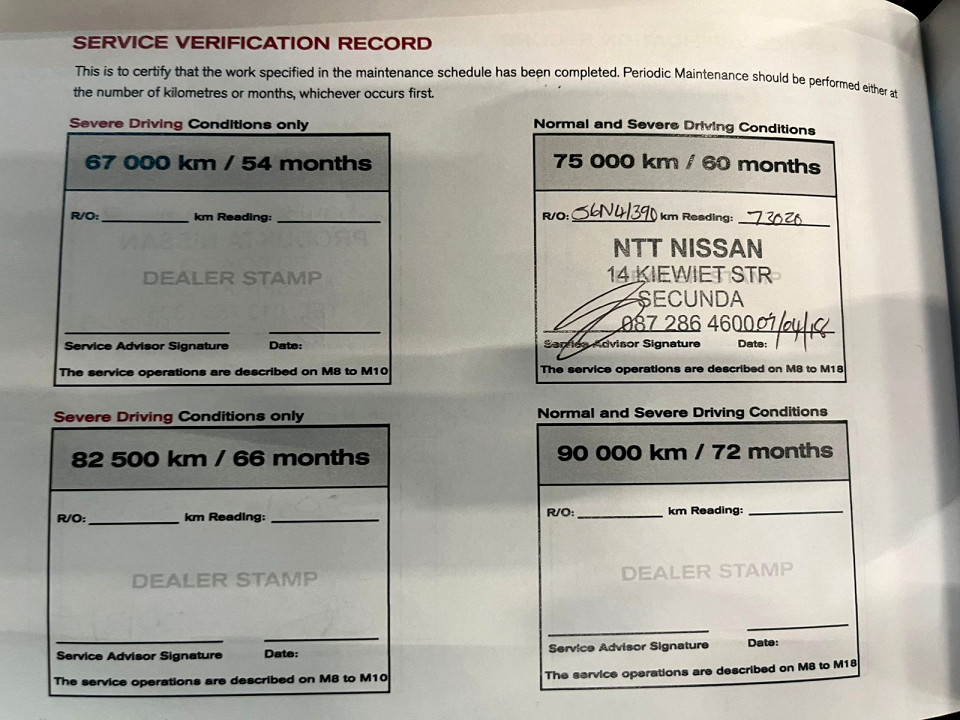 SERVICE VERIFICATION RECORD
This is to certify that the work specified in the maintenance schedule has been completed. Periodic Maintenance should be performed either at
the number of kilometres or months, whichever occurs first.
Severe Driving Conditions only
67 000 km / 54 months
R/O: km Reading:
DEALER STAMP
Service Advisor Signature Date:
The service operations are described on M8 to M10
Normal and Severe Driving Conditions
75 000 km / 60 months
R/O: km Reading: 73020
NTT NISSAN
14 KIEWIET STR
SECUNDA
087 286 4600
Service Advisor Signature Date:
The service operations are described on M8 to M18
Severe Driving Conditions only
82 500 km / 66 months
R/O: km Reading:
DEALER STAMP
Service Advisor Signature Date:
The service operations are described on M8 to M10
Normal and Severe Driving Conditions
90 000 km / 72 months
R/O: km Reading:
DEALER STAMP
Service Advisor Signature Date:
The service operations are described on M8 to M18